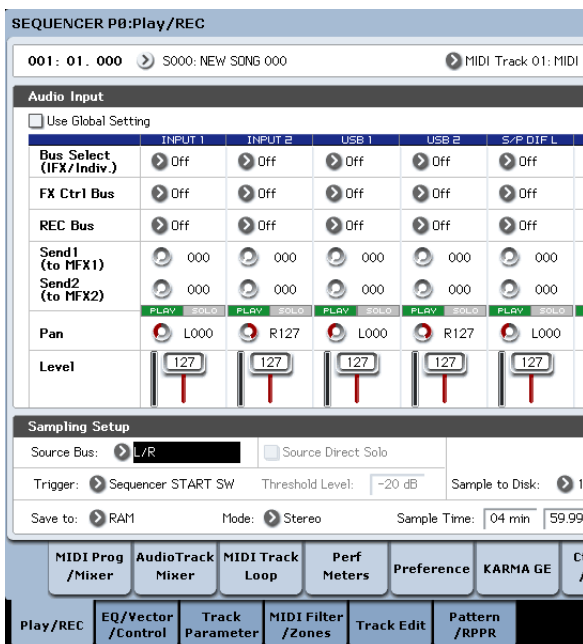 SEQUENCER P0:Play/REC
001: 01. 000 S000: NEW SONG 000 MIDI Track 01: MIDI
Audio Input
Use Global Setting
INPUT 1 INPUT 2 USB 1 USB 2 S/P DIF L
Bus Select (IFX/Indiv.) Off Off Off Off Off
FX Ctrl Bus Off Off Off Off Off
REC Bus Off Off Off Off Off
Send1 (to MFX1) 000 000 000 000 000
Send2 (to MFX2) 000 000 000 000 000
PLAY SOLO PLAY SOLO PLAY SOLO PLAY SOLO PLAY SOLO
Pan L000 R127 L000 R127 L000
Level 127 127 127 127 127
Sampling Setup
Source Bus: L/R Source Direct Solo
Trigger: Sequencer START SW Threshold Level: -20 dB Sample to Disk: 1
Save to: RAM Mode: Stereo Sample Time: 04 min 59.99
MIDI Prog /Mixer AudioTrack Mixer MIDI Track Loop Perf Meters Preference KARMA GE
Play/REC EQ/Vector /Control Track Parameter MIDI Filter /Zones Track Edit Pattern /RPPR